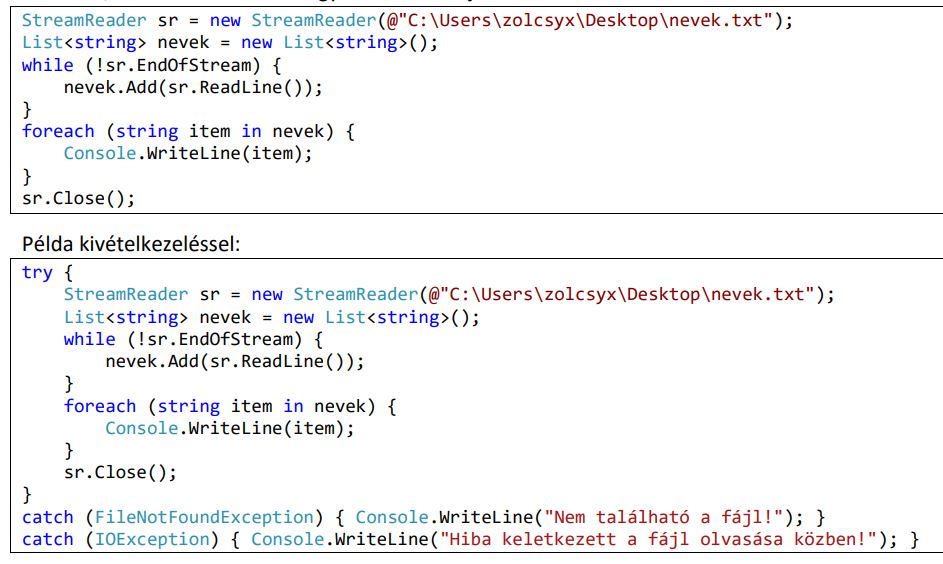 StreamReader sr = new StreamReader(@"C:\Users\zolcsyx\Desktop\nevek.txt");
List<string> nevek = new List<string>();
while (!sr.EndOfStream) {
    nevek.Add(sr.ReadLine());
}
foreach (string item in nevek) {
    Console.WriteLine(item);
}
sr.Close();
Példa kivételkezeléssel:
try {
    StreamReader sr = new StreamReader(@"C:\Users\zolcsyx\Desktop\nevek.txt");
    List<string> nevek = new List<string>();
    while (!sr.EndOfStream) {
        nevek.Add(sr.ReadLine());
    }
    foreach (string item in nevek) {
        Console.WriteLine(item);
    }
    sr.Close();
}
catch (FileNotFoundException) { Console.WriteLine("Nem található a fájl!"); }
catch (IOException) { Console.WriteLine("Hiba keletkezett a fájl olvasása közben!"); }